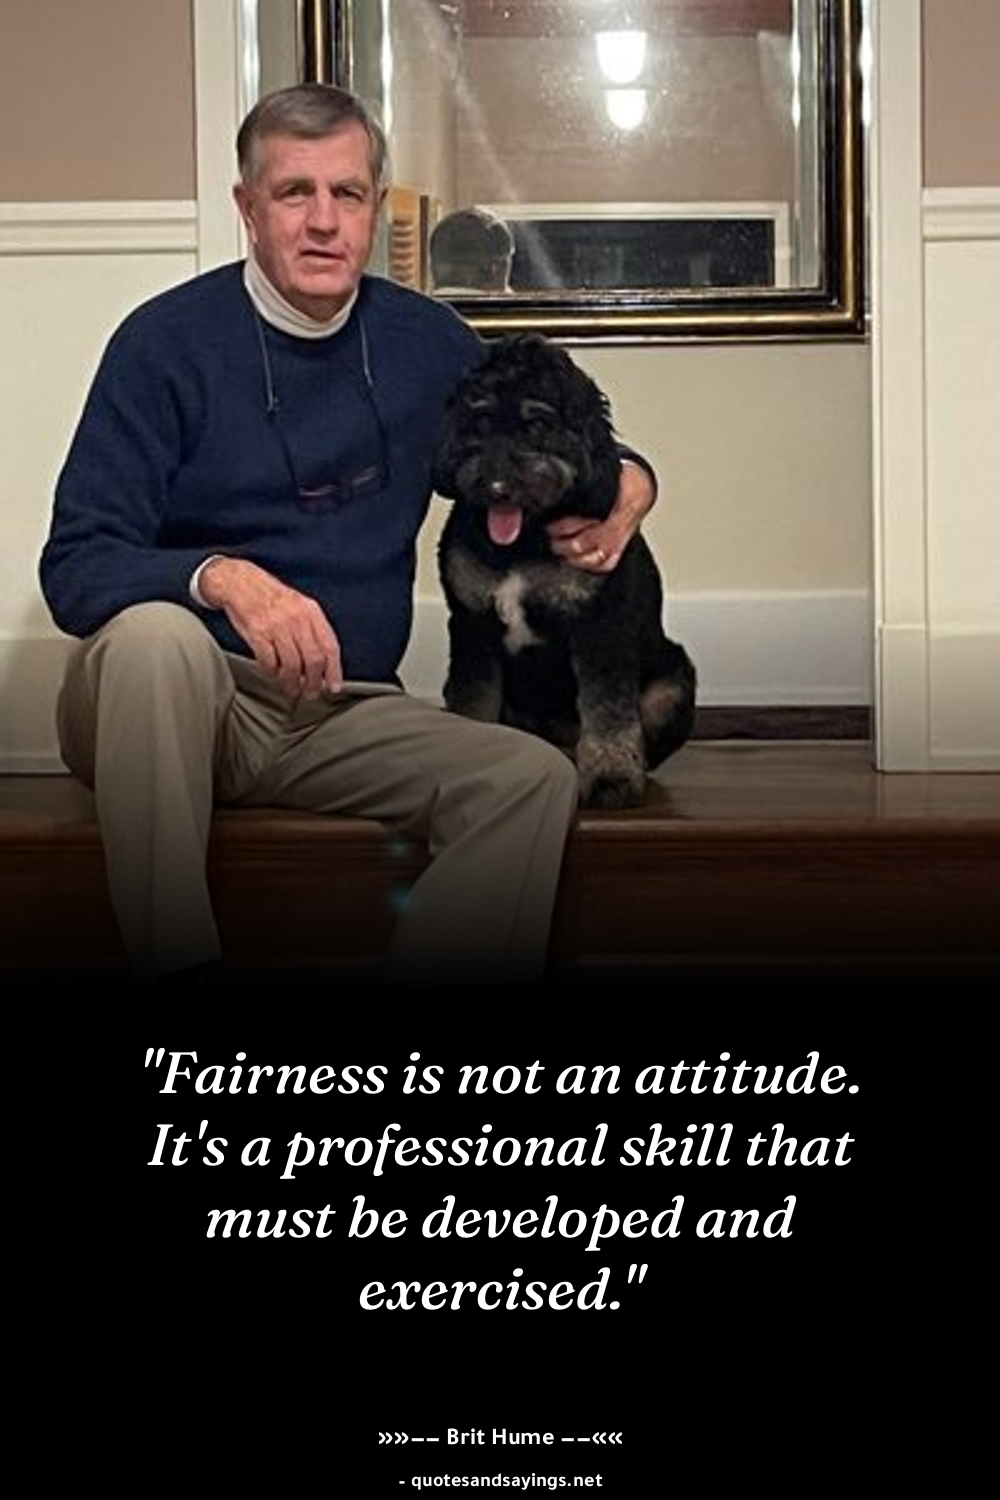 "Fairness is not an attitude.
It's a professional skill that
must be developed and
exercised."
»»-- Brit Hume --««
- quotesandsayings.net